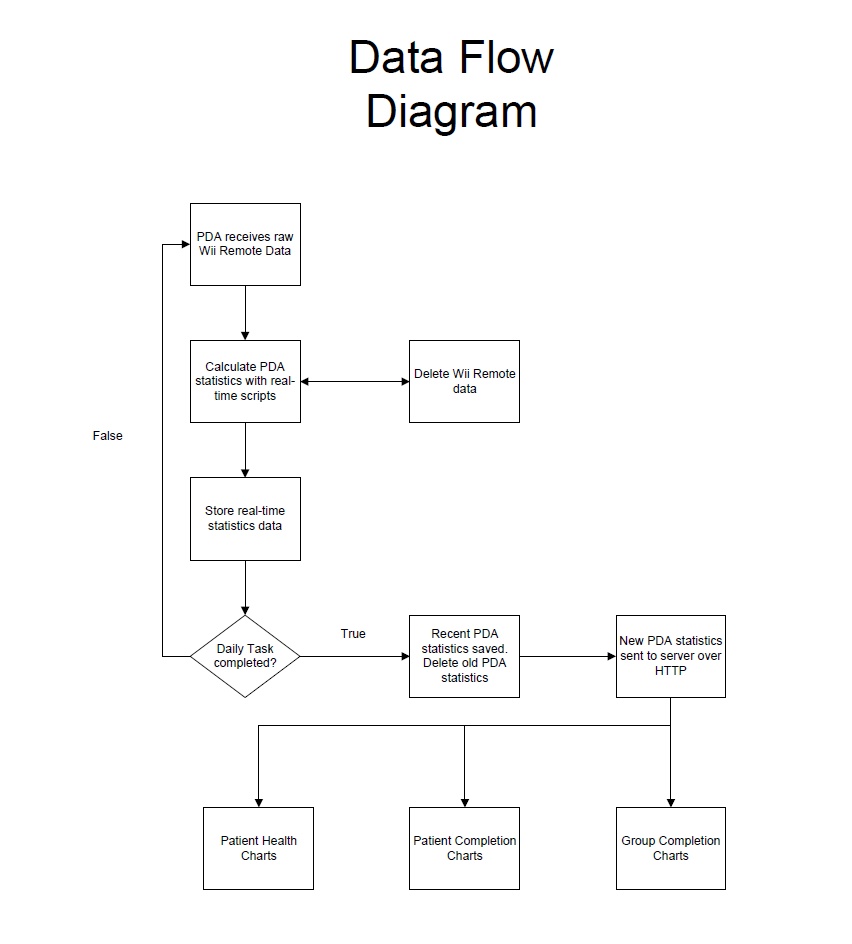 Data Flow
Diagram
PDA receives raw
Wii Remote Data
Calculate PDA
statistics with real-
time scripts
Delete Wii Remote
data
False
Store real-time
statistics data
Daily Task
completed?
True
Recent PDA
statistics saved.
Delete old PDA
statistics
New PDA statistics
sent to server over
HTTP
Patient Health
Charts
Patient Completion
Charts
Group Completion
Charts